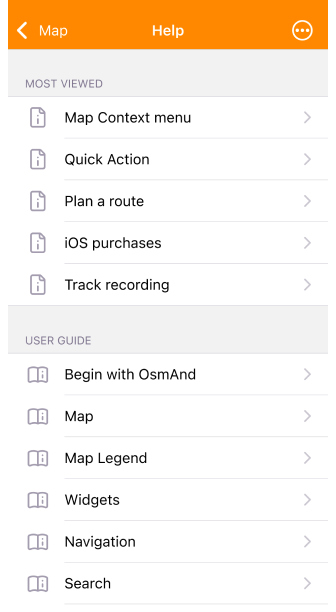 Map
Help
MOST VIEWED
Map Context menu
Quick Action
Plan a route
iOS purchases
Track recording
USER GUIDE
Begin with OsmAnd
Map
Map Legend
Widgets
Navigation
Search